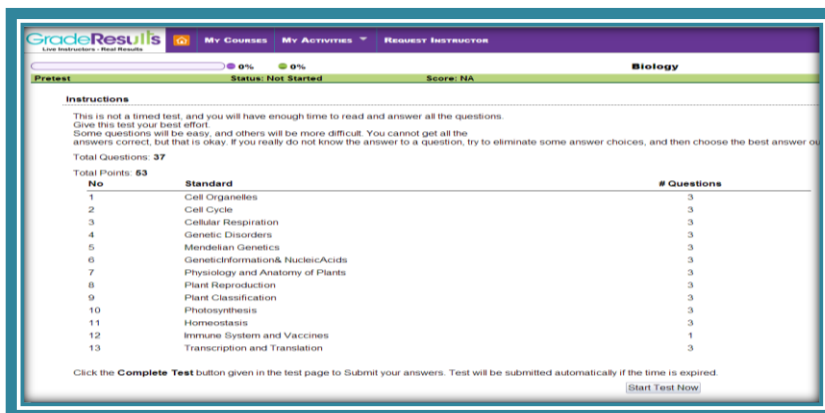 GradeResults
Live Instructors - Real Results
My Courses
My Activities
Request Instructor
0%
0%
Biology
Pretest
Status: Not Started
Score: NA
Instructions
This is not a timed test, and you will have enough time to read and answer all the questions.
Give this test your best effort.
Some questions will be easy, and others will be more difficult. You cannot get all the
answers correct, but that is okay. If you really do not know the answer to a question, try to eliminate some answer choices, and then choose the best answer ou
Total Questions: 37
Total Points: 53
No Standard # Questions
1 Cell Organelles 3
2 Cell Cycle 3
3 Cellular Respiration 3
4 Genetic Disorders 3
5 Mendelian Genetics 3
6 GeneticInformation& NucleicAcids 3
7 Physiology and Anatomy of Plants 3
8 Plant Reproduction 3
9 Plant Classification 3
10 Photosynthesis 3
11 Homeostasis 3
12 Immune System and Vaccines 1
13 Transcription and Translation 3
Click the Complete Test button given in the test page to Submit your answers. Test will be submitted automatically if the time is expired.
Start Test Now